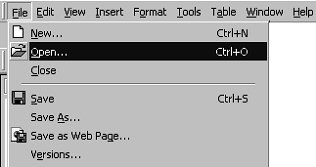 File Edit View Insert Format Tools Table Window Help
New... Ctrl+N
Open... Ctrl+O
Close
Save Ctrl+S
Save As...
Save as Web Page...
Versions...